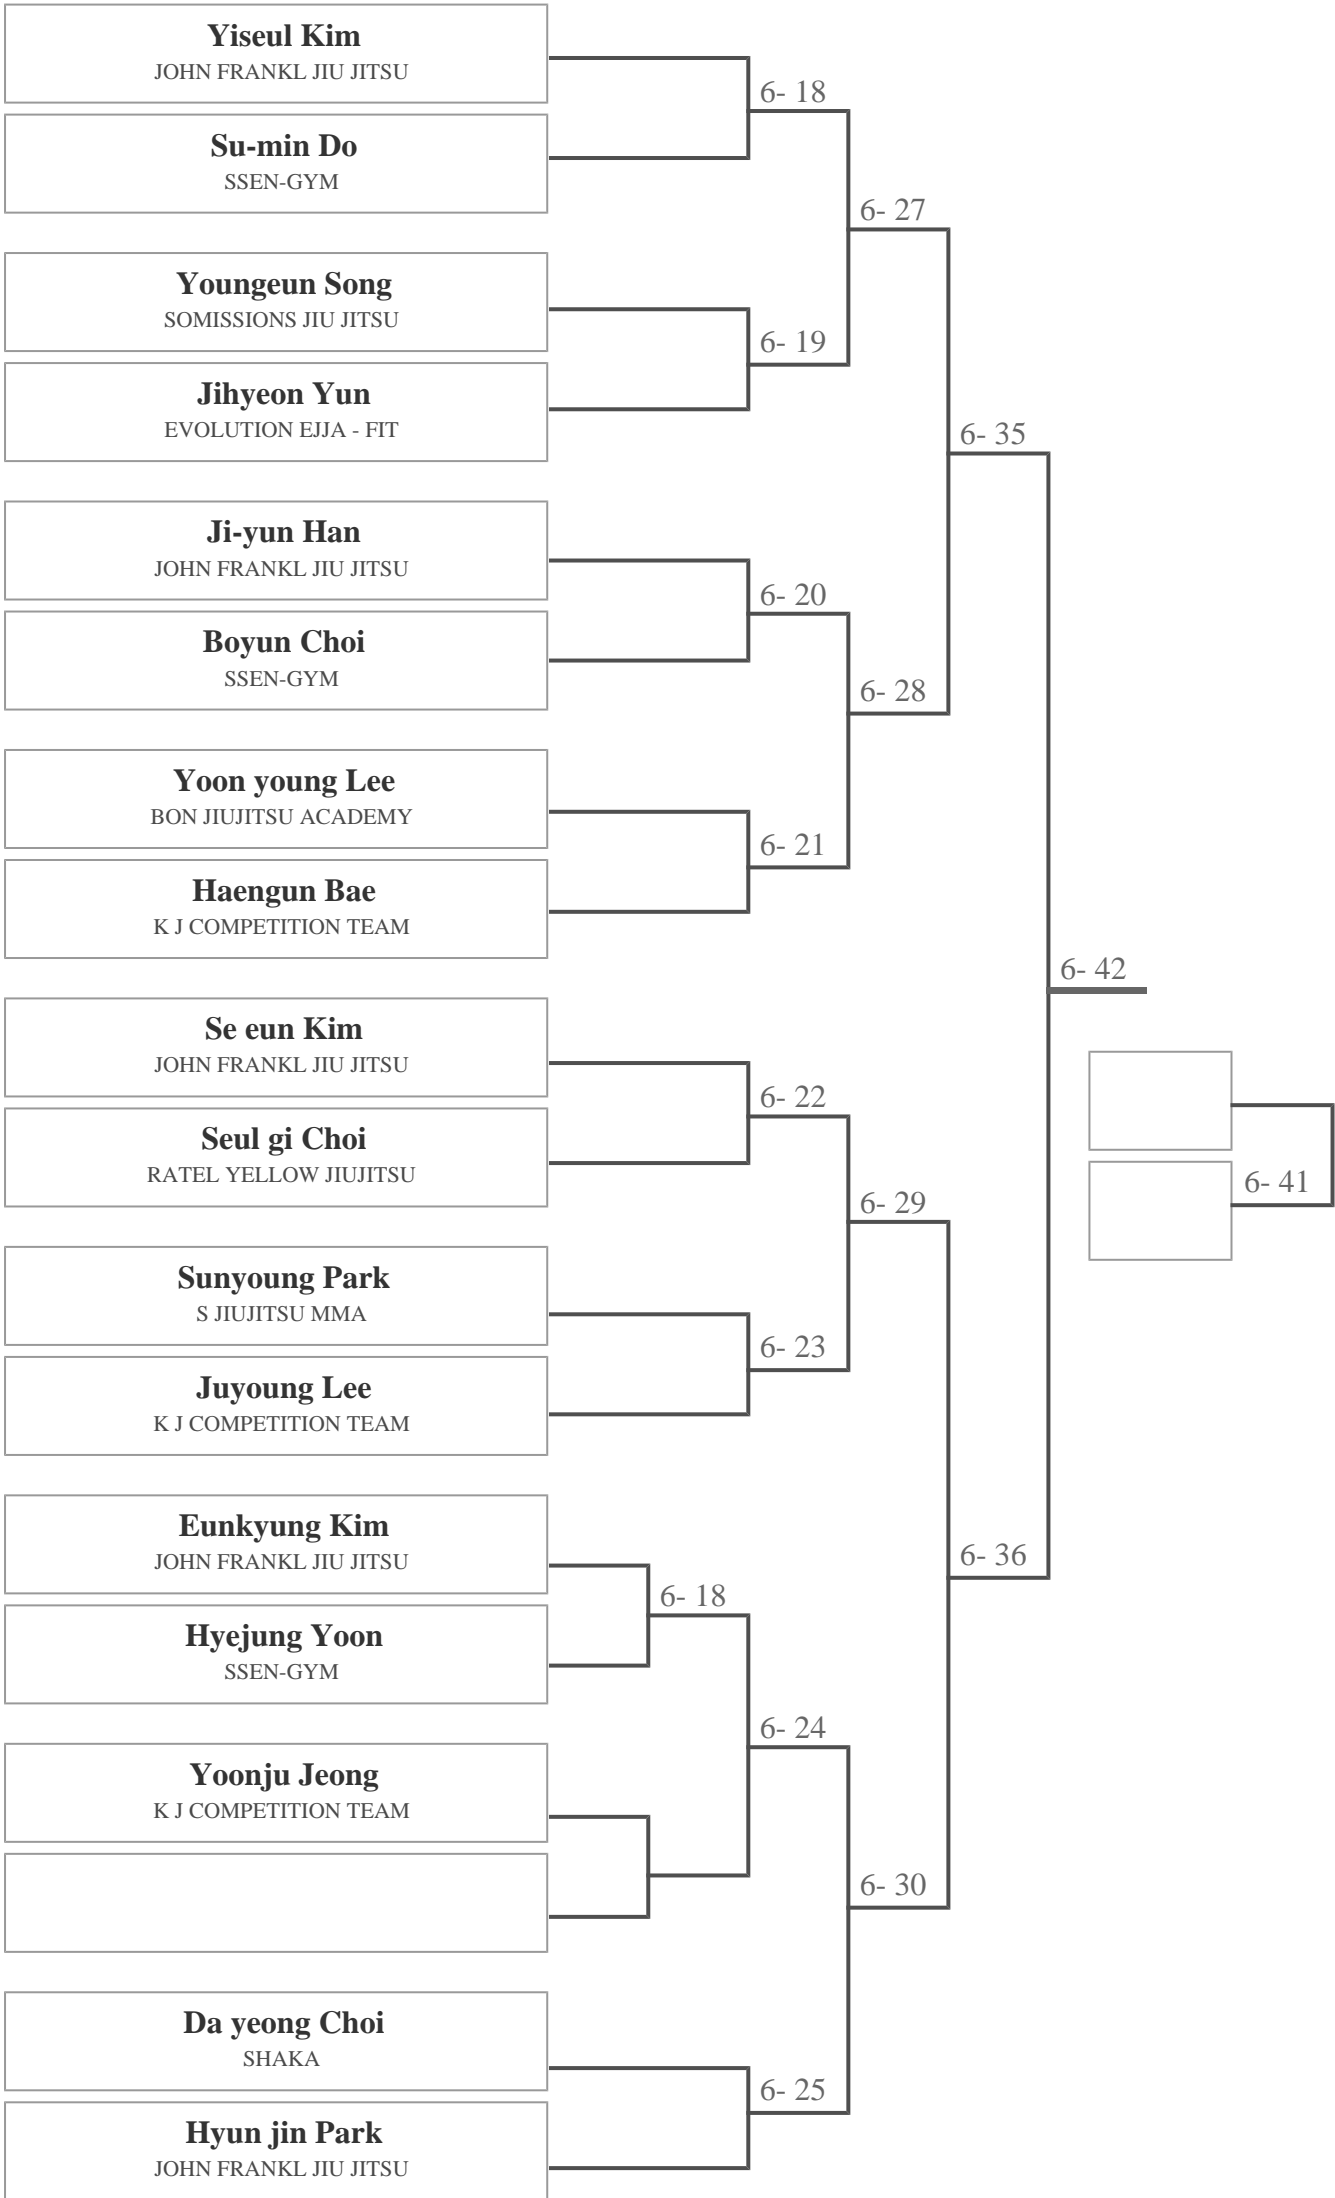 Yiseul Kim
JOHN FRANKL JIU JITSU
6- 18
Su-min Do
SSEN-GYM
6- 27
Youngeun Song
SOMISSIONS JIU JITSU
6- 19
Jihyeon Yun
EVOLUTION EJJA - FIT
6- 35
Ji-yun Han
JOHN FRANKL JIU JITSU
6- 20
Boyun Choi
SSEN-GYM
6- 28
Yoon young Lee
BON JIUJITSU ACADEMY
6- 21
Haengun Bae
K J COMPETITION TEAM
6- 42
Se eun Kim
JOHN FRANKL JIU JITSU
6- 22
Seul gi Choi
RATEL YELLOW JIUJITSU
6- 41
6- 29
Sunyoung Park
S JIUJITSU MMA
6- 23
Juyoung Lee
K J COMPETITION TEAM
Eunkyung Kim
JOHN FRANKL JIU JITSU
6- 36
6- 18
Hyejung Yoon
SSEN-GYM
6- 24
Yoonju Jeong
K J COMPETITION TEAM
6- 30
Da yeong Choi
SHAKA
6- 25
Hyun jin Park
JOHN FRANKL JIU JITSU